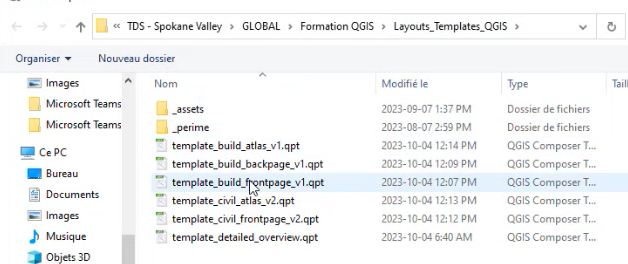 « TDS - Spokane Valley > GLOBAL > Formation QGIS > Layouts_Templates_QGIS >
Organiser Nouveau dossier
Images
Microsoft Teams
Microsoft Teams
Ce PC
Bureau
Documents
Images
Musique
Objets 3D
Nom Modifié le Type Taill
_assets 2023-09-07 1:37 PM Dossier de fichiers
_perime 2023-08-07 2:59 PM Dossier de fichiers
template_build_atlas_v1.qpt 2023-10-04 12:14 PM QGIS Composer T...
template_build_backpage_v1.qpt 2023-10-04 12:09 PM QGIS Composer T...
template_build_frontpage_v1.qpt 2023-10-04 12:07 PM QGIS Composer T...
template_civil_atlas_v2.qpt 2023-10-04 12:13 PM QGIS Composer T...
template_civil_frontpage_v2.qpt 2023-10-04 12:12 PM QGIS Composer T...
template_detailed_overview.qpt 2023-10-04 6:40 AM QGIS Composer T...